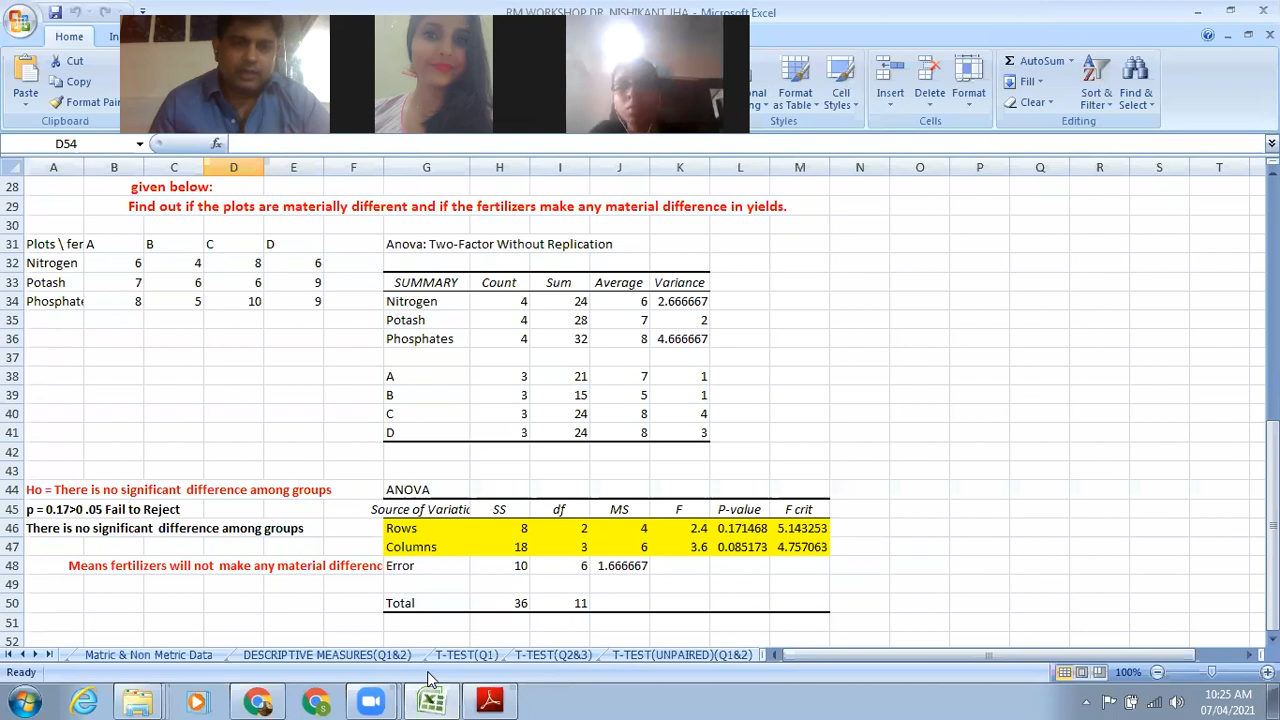 RM WORKSHOP DR. NISHIKANT JHA - Microsoft Excel
Home In
Paste
Cut
Copy
Format Pain
Clipboard
Format as Table
Cell Styles
Styles
Insert
Delete
Format
Cells
Σ AutoSum
Fill
Clear
Sort & Filter
Find & Select
Editing
D54
fx
A B C D E F G H I J K L M N O P Q R S T
28 given below:
29 Find out if the plots are materially different and if the fertilizers make any material difference in yields.
30
31 Plots \ fer A B C D Anova: Two-Factor Without Replication
32 Nitrogen 6 4 8 6
33 Potash 7 6 6 9 SUMMARY Count Sum Average Variance
34 Phosphate 8 5 10 9 Nitrogen 4 24 6 2.666667
35 Potash 4 28 7 2
36 Phosphates 4 32 8 4.666667
37
38 A 3 21 7 1
39 B 3 15 5 1
40 C 3 24 8 4
41 D 3 24 8 3
42
43
44 Ho = There is no significant difference among groups ANOVA
45 p = 0.17>0 .05 Fail to Reject Source of Variatic SS df MS F P-value F crit
46 There is no significant difference among groups Rows 8 2 4 2.4 0.171468 5.143253
47 Columns 18 3 6 3.6 0.085173 4.757063
48 Means fertilizers will not make any material differenc Error 10 6 1.666667
49
50 Total 36 11
51
52
Matric & Non Metric Data DESCRIPTIVE MEASURES(Q1&2) T-TEST(Q1) T-TEST(Q2&3) T-TEST(UNPAIRED)(Q1&2)
Ready 100%
10:25 AM
07/04/2021